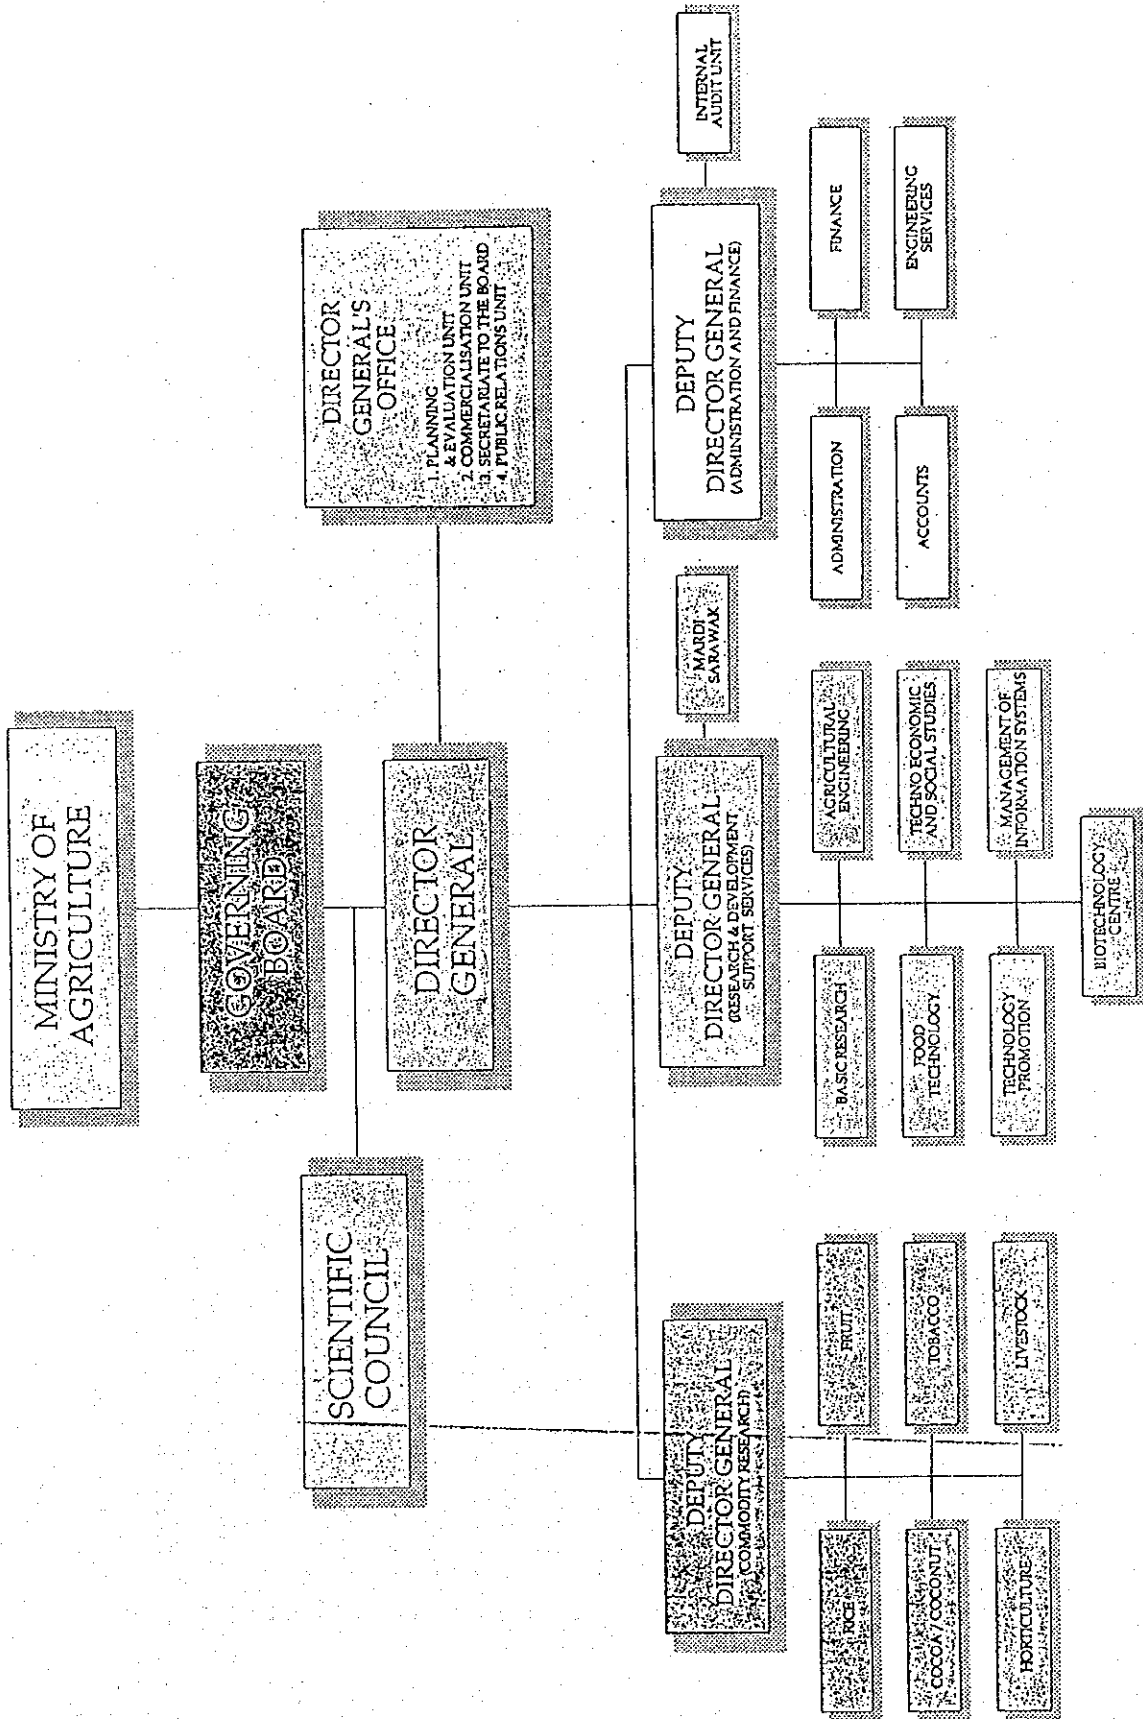 MINISTRY OF
AGRICULTURE
GOVERNING
BOARD
SCIENTIFIC
COUNCIL
DIRECTOR
GENERAL
DIRECTOR
GENERAL'S
OFFICE
1. PLANNING
& EVALUATION UNIT
2. COMMERCIALISATION UNIT
3. SECRETARIATE TO THE BOARD
4. PUBLIC RELATIONS UNIT
DEPUTY
DIRECTOR GENERAL
(COMMODITY RESEARCH)
RICE
FRUIT
COCOA / COCONUT
TOBACCO
HORTICULTURE
LIVESTOCK
DEPUTY
DIRECTOR GENERAL
(RESEARCH & DEVELOPMENT
SUPPORT SERVICES)
MARDI
SARAWAK
BASIC RESEARCH
AGRICULTURAL
ENGINEERING
FOOD
TECHNOLOGY
TECHNO ECONOMIC
AND SOCIAL STUDIES
TECHNOLOGY
PROMOTION
MANAGEMENT OF
INFORMATION SYSTEMS
BIOTECHNOLOGY
CENTRE
DEPUTY
DIRECTOR GENERAL
(ADMINISTRATION AND FINANCE)
INTERNAL
AUDIT UNIT
ADMINISTRATION
FINANCE
ACCOUNTS
ENGINEERING
SERVICES